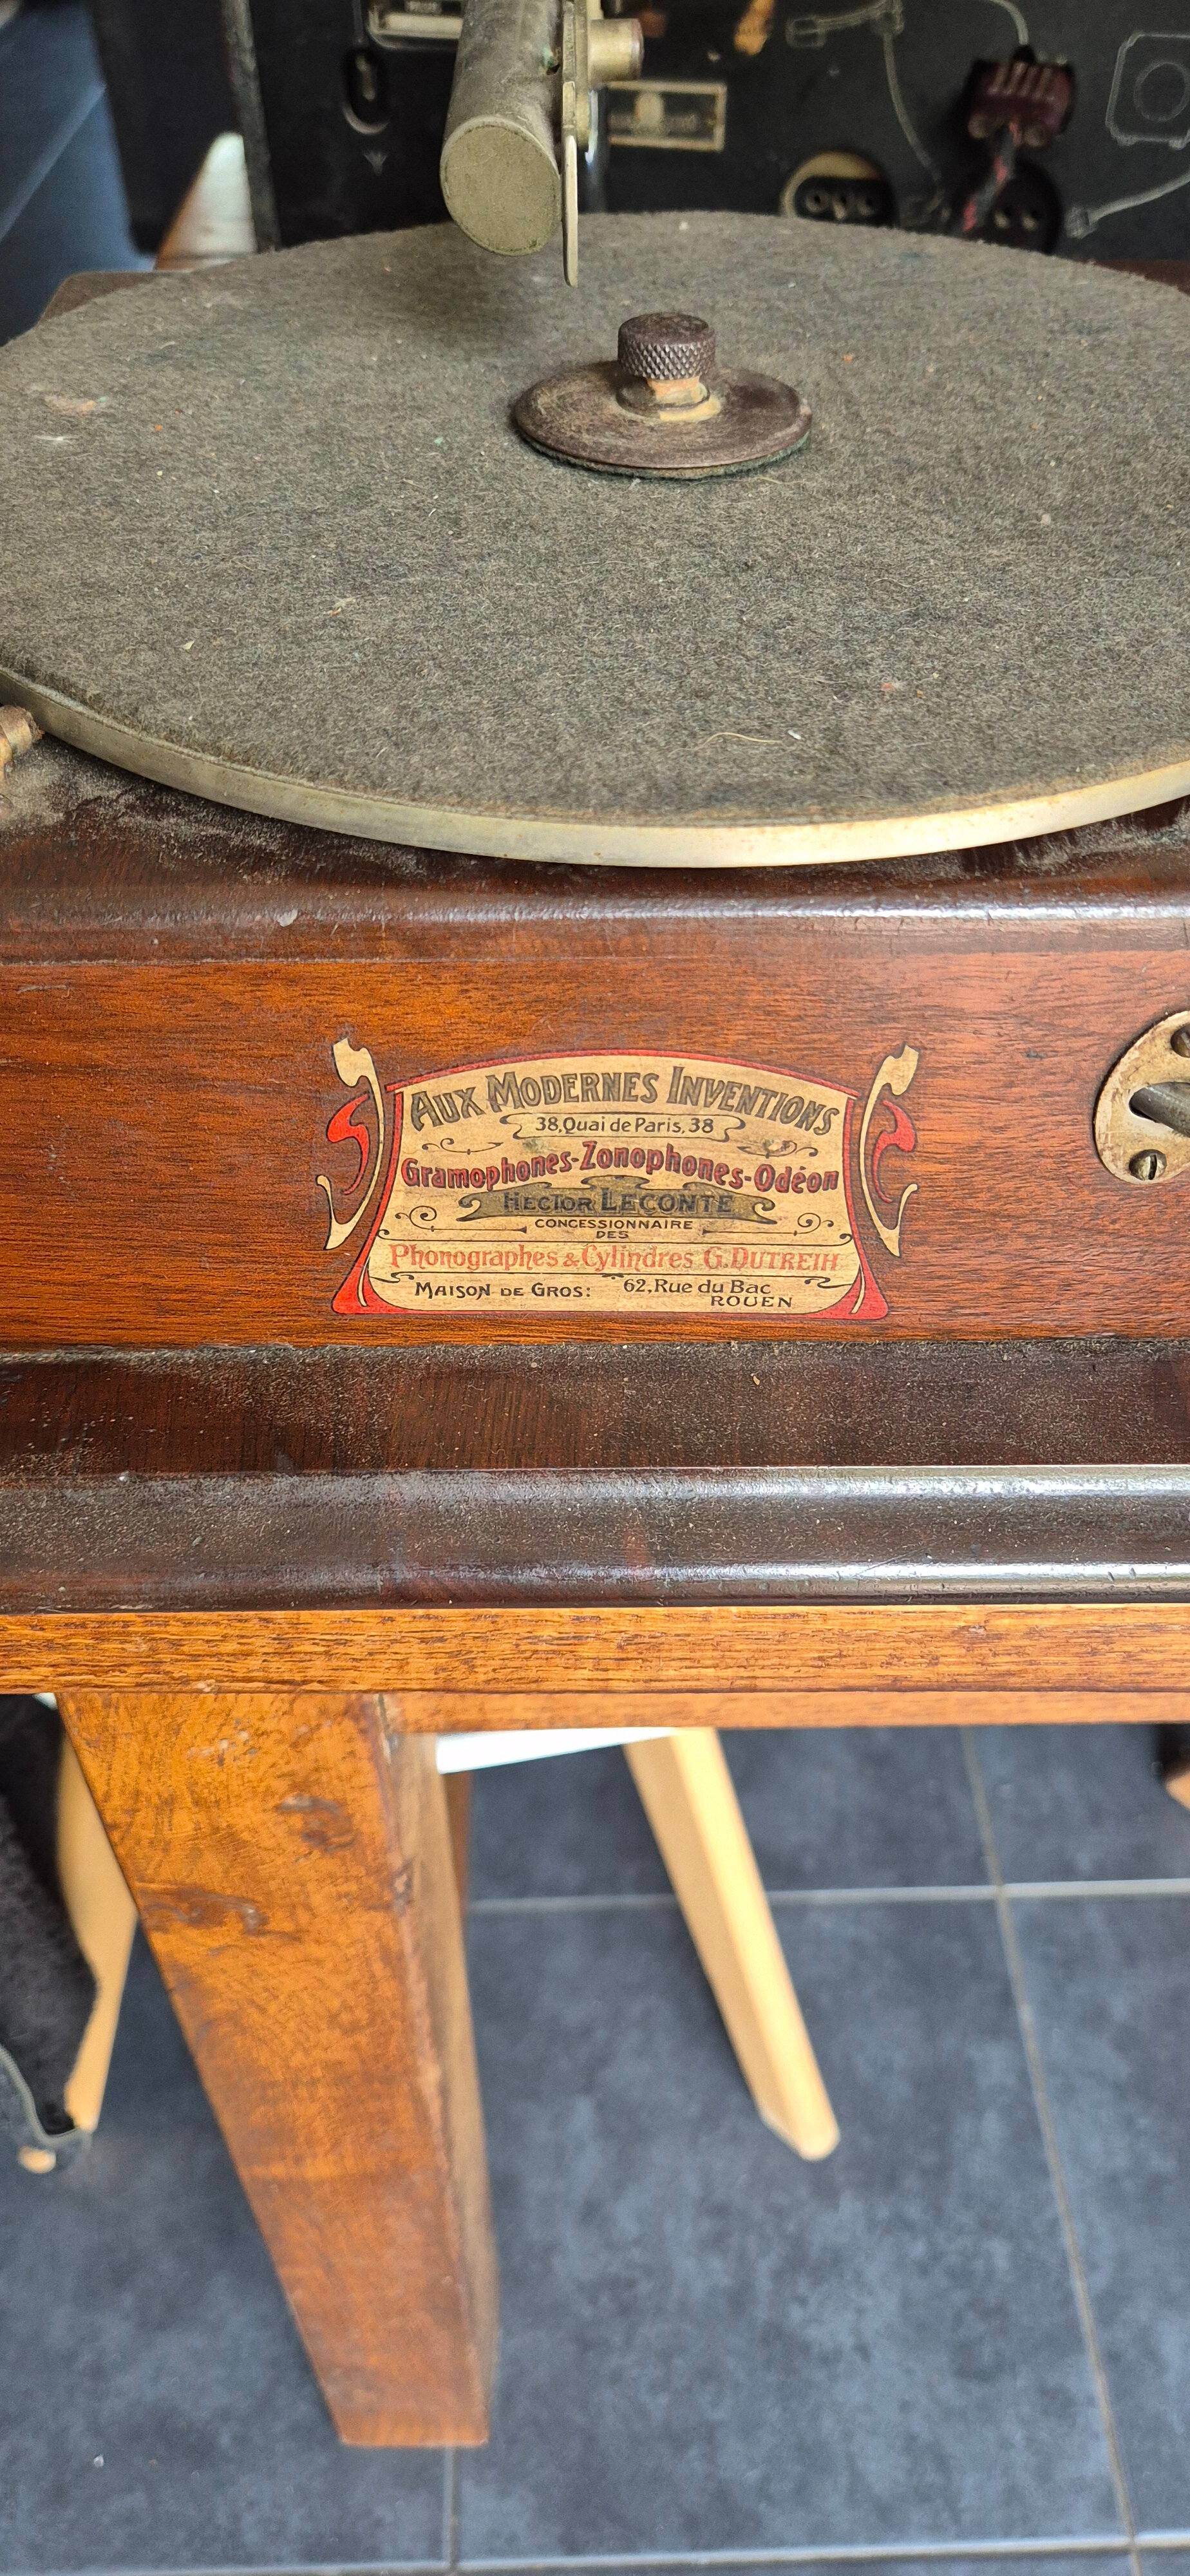 AUX MODERNES INVENTIONS
38, Quai de Paris, 38
Gramophones-Zonophones-Odéon
HECTOR LECONTE
CONCESSIONNAIRE
DES
Phonographes & Cylindres G. DUTREIH
MAISON DE GROS: 62, Rue du Bac
ROUEN